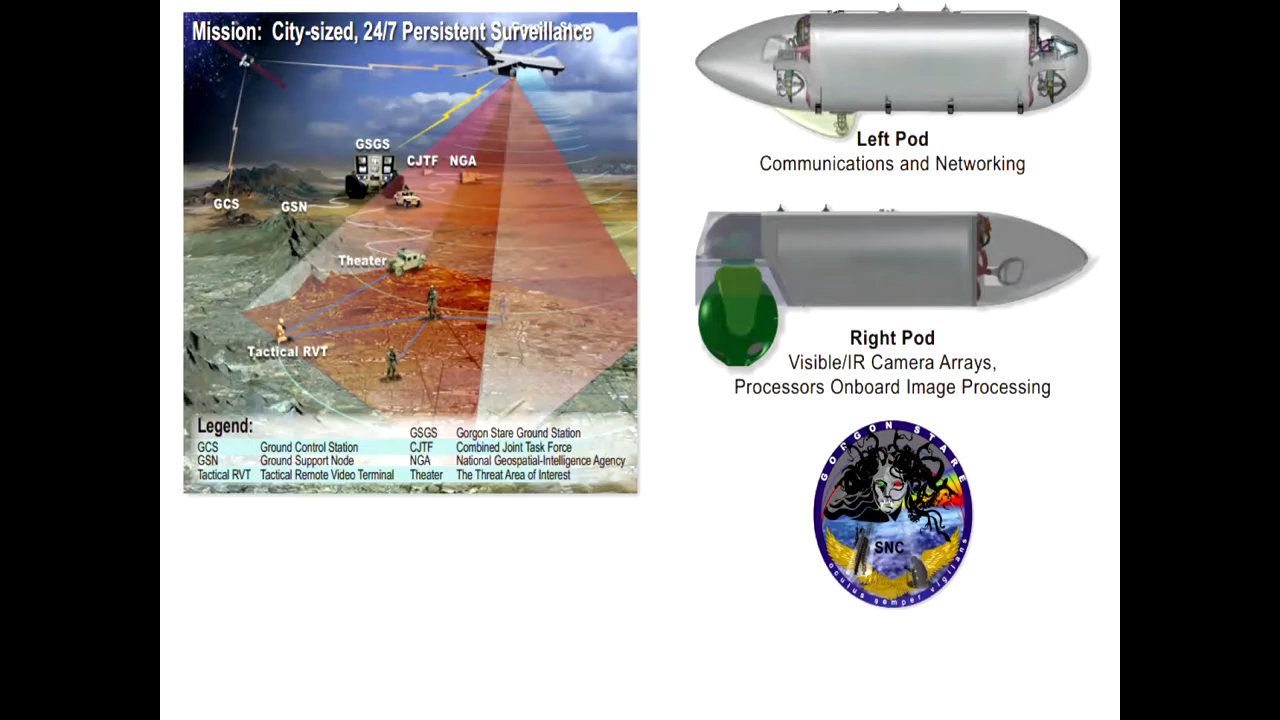 Mission: City-sized, 24/7 Persistent Surveillance
GSGS
CJTF
NGA
GCS
GSN
Theater
Tactical RVT
Legend:
GCS Ground Control Station
GSN Ground Support Node
Tactical RVT Tactical Remote Video Terminal
GSGS Gorgon Stare Ground Station
CJTF Combined Joint Task Force
NGA National Geospatial-Intelligence Agency
Theater The Threat Area of Interest
Left Pod
Communications and Networking
Right Pod
Visible/IR Camera Arrays,
Processors Onboard Image Processing
GORGON STARE
SNC
oculus semper vigilans